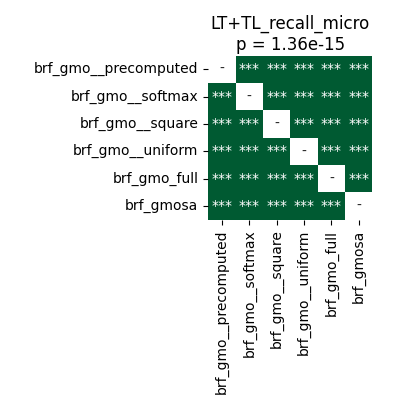 LT+TL_recall_micro
p = 1.36e-15
brf_gmo__precomputed - *** *** *** *** ***
brf_gmo__softmax *** - *** *** *** ***
brf_gmo__square *** *** - *** *** ***
brf_gmo__uniform *** *** *** - *** ***
brf_gmo_full *** *** *** *** - ***
brf_gmosa *** *** *** *** *** -
brf_gmo__precomputed
brf_gmo__softmax
brf_gmo__square
brf_gmo__uniform
brf_gmo_full
brf_gmosa